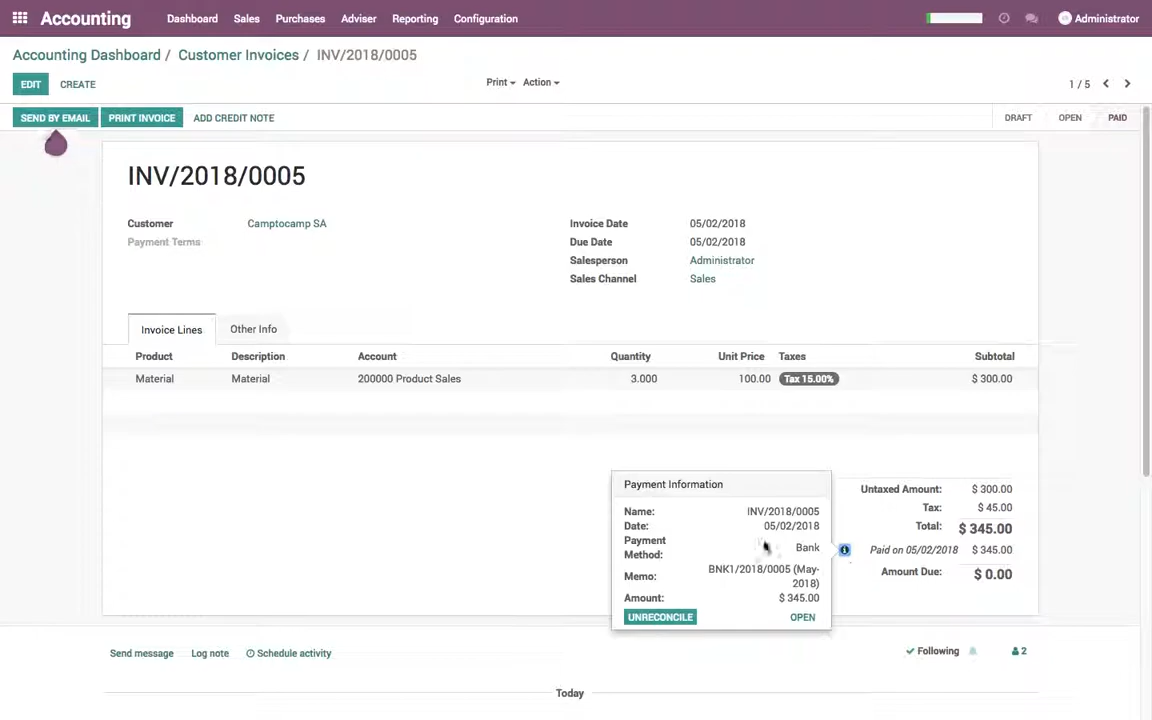 Accounting Dashboard Sales Purchases Adviser Reporting Configuration Administrator
Accounting Dashboard / Customer Invoices / INV/2018/0005
EDIT CREATE Print Action 1 / 5
SEND BY EMAIL PRINT INVOICE ADD CREDIT NOTE DRAFT OPEN PAID
INV/2018/0005
Customer Camptocamp SA Invoice Date 05/02/2018
Payment Terms Due Date 05/02/2018
Salesperson Administrator
Sales Channel Sales
Invoice Lines Other Info
Product Description Account Quantity Unit Price Taxes Subtotal
Material Material 200000 Product Sales 3.000 100.00 Tax 15.00% $ 300.00
Payment Information
Name: INV/2018/0005
Date: 05/02/2018
Payment
Method: Bank
Memo: BNK1/2018/0005 (May-
2018)
Amount: $ 345.00
UNRECONCILE OPEN
Untaxed Amount: $ 300.00
Tax: $ 45.00
Total: $ 345.00
Paid on 05/02/2018 $ 345.00
Amount Due: $ 0.00
Send message Log note Schedule activity Following 2
Today